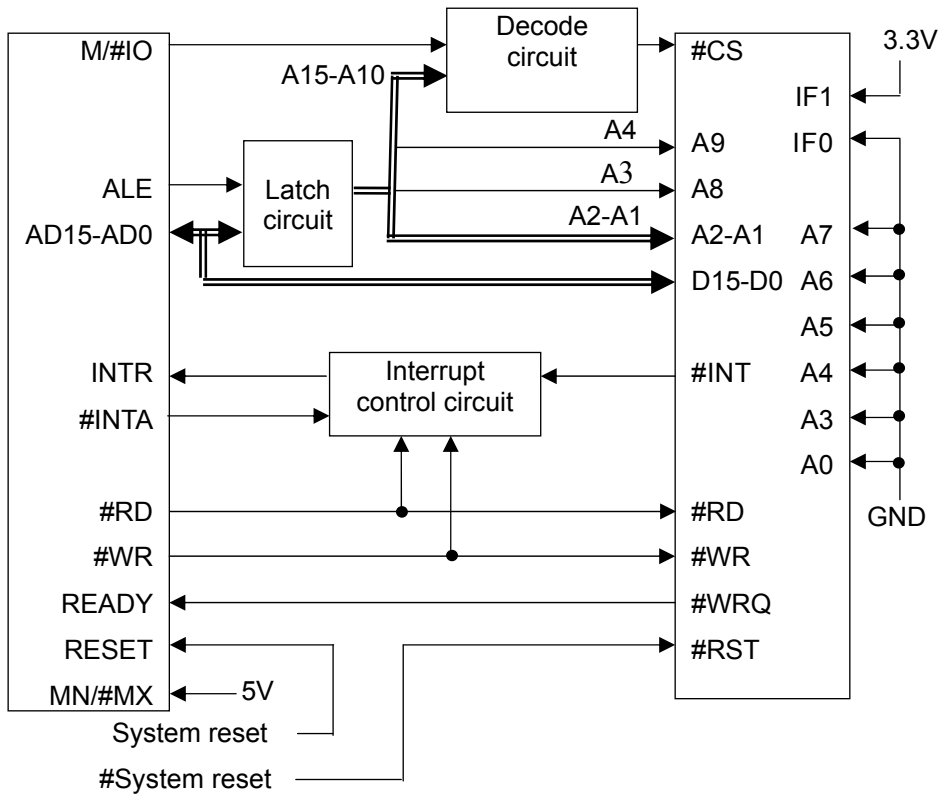 M/#IO
ALE
AD15-AD0
INTR
#INTA
#RD
#WR
READY
RESET
MN/#MX
A15-A10
Decode
circuit
Latch
circuit
A4
A3
A2-A1
Interrupt
control circuit
5V
System reset
#System reset
#CS
A9
A8
A2-A1
D15-D0
#INT
#RD
#WR
#WRQ
#RST
3.3V
IF1
IF0
A7
A6
A5
A4
A3
A0
GND